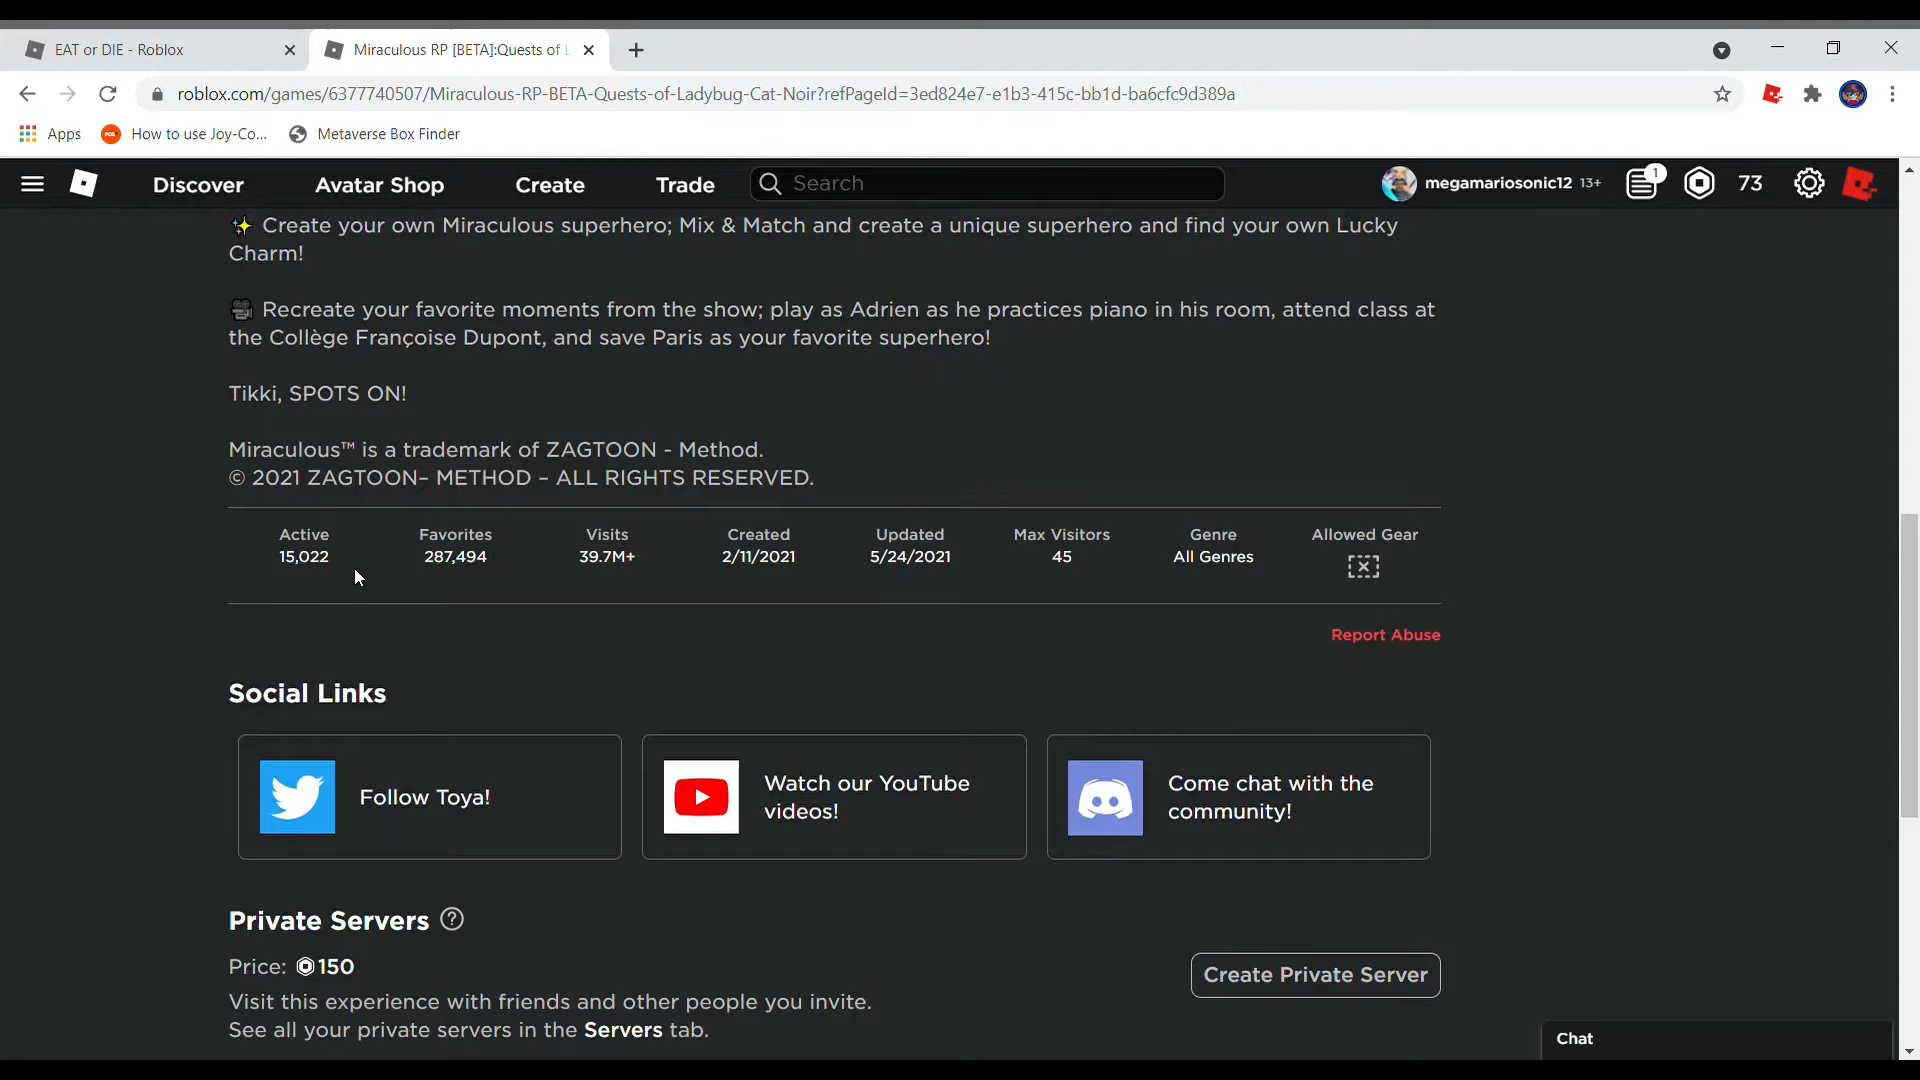 EAT or DIE - Roblox
Miraculous RP [BETA]:Quests of L
roblox.com/games/6377740507/Miraculous-RP-BETA-Quests-of-Ladybug-Cat-Noir?refPageId=3ed824e7-e1b3-415c-bb1d-ba6cfc9d389a
Apps
How to use Joy-Co...
Metaverse Box Finder
Discover
Avatar Shop
Create
Trade
Search
megamariosonic12 13+
1
73
✨ Create your own Miraculous superhero; Mix & Match and create a unique superhero and find your own Lucky
Charm!
🎥 Recreate your favorite moments from the show; play as Adrien as he practices piano in his room, attend class at
the Collège Françoise Dupont, and save Paris as your favorite superhero!
Tikki, SPOTS ON!
Miraculous™ is a trademark of ZAGTOON - Method.
© 2021 ZAGTOON– METHOD – ALL RIGHTS RESERVED.
Active Favorites Visits Created Updated Max Visitors Genre Allowed Gear
15,022 287,494 39.7M+ 2/11/2021 5/24/2021 45 All Genres
Report Abuse
Social Links
Follow Toya!
Watch our YouTube
videos!
Come chat with the
community!
Private Servers ?
Price: 150
Create Private Server
Visit this experience with friends and other people you invite.
See all your private servers in the Servers tab.
Chat